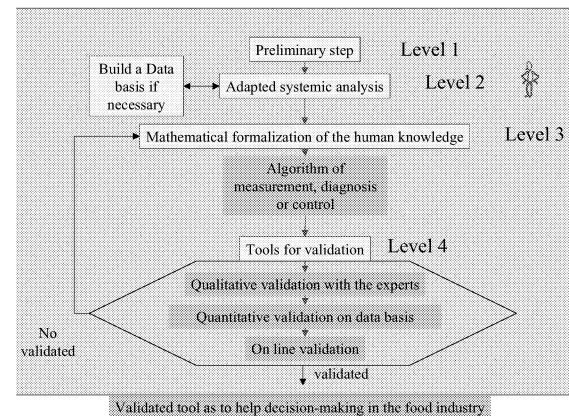 Preliminary step
Level 1
Build a Data
basis if
necessary
Adapted systemic analysis
Level 2
Mathematical formalization of the human knowledge
Level 3
Algorithm of
measurement, diagnosis
or control
Tools for validation
Level 4
Qualitative validation with the experts
Quantitative validation on data basis
On line validation
No
validated
validated
Validated tool as to help decision-making in the food industry